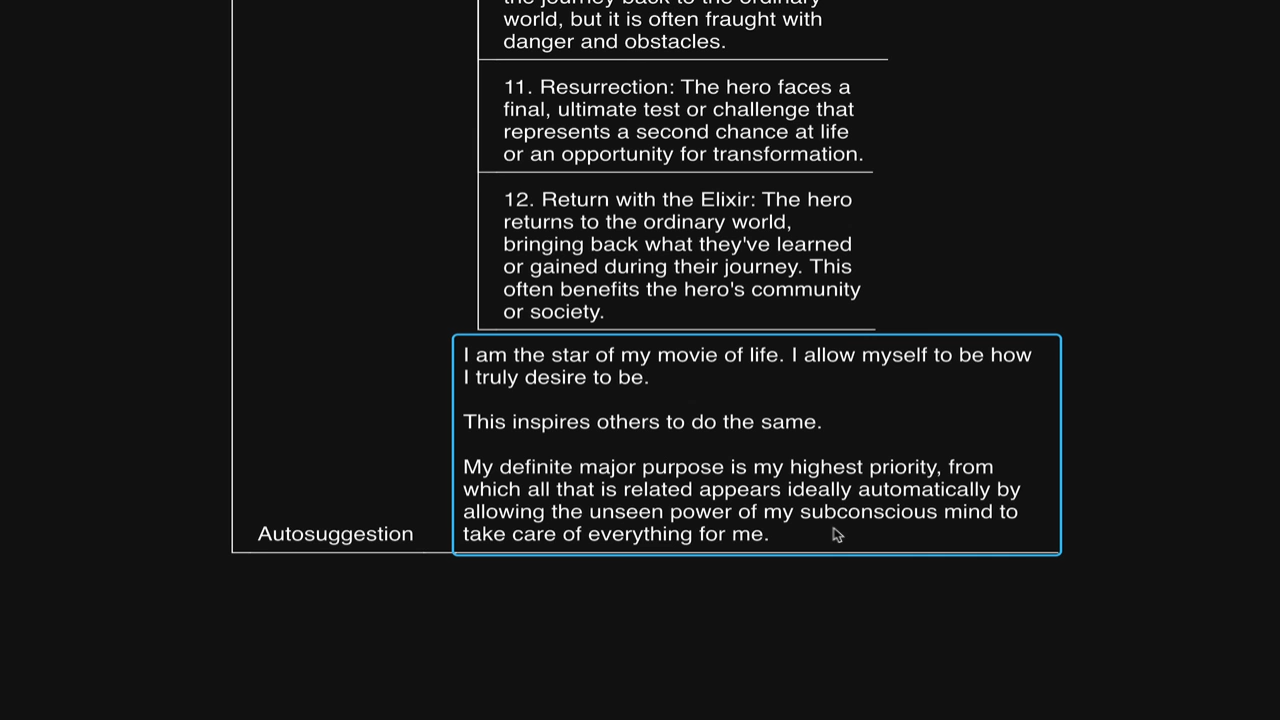 world, but it is often fraught with
danger and obstacles.
11. Resurrection: The hero faces a
final, ultimate test or challenge that
represents a second chance at life
or an opportunity for transformation.
12. Return with the Elixir: The hero
returns to the ordinary world,
bringing back what they've learned
or gained during their journey. This
often benefits the hero's community
or society.
I am the star of my movie of life. I allow myself to be how
I truly desire to be.
This inspires others to do the same.
My definite major purpose is my highest priority, from
which all that is related appears ideally automatically by
allowing the unseen power of my subconscious mind to
take care of everything for me.
Autosuggestion